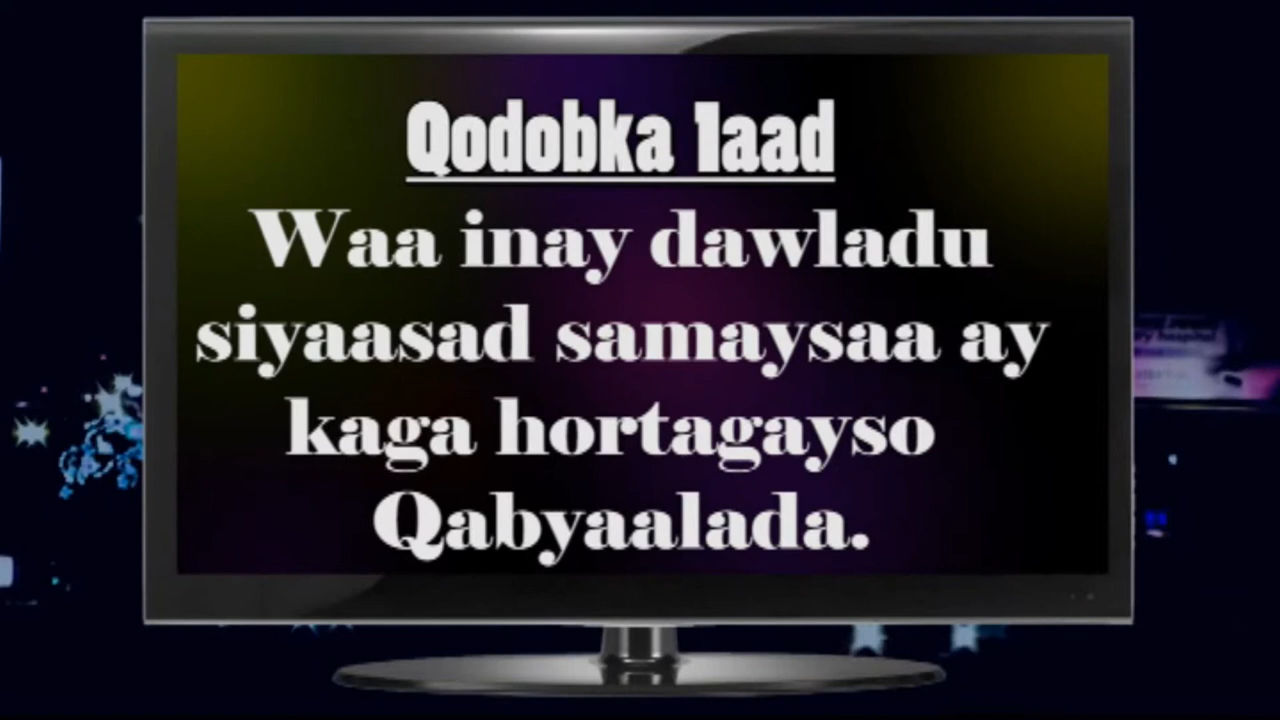 Qodobka 1aad
Waa inay dawladu
siyaasad samaysaa ay
kaga hortagayso
Qabyaalada.